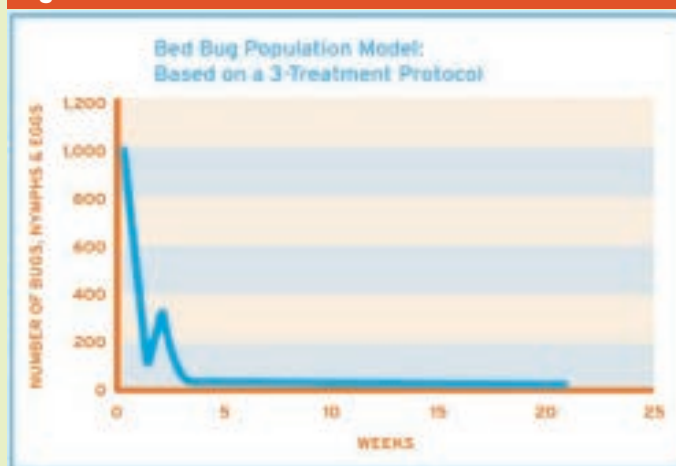 Bed Bug Population Model:
Based on a 3-Treatment Protocol
NUMBER OF BUGS, NYMPHS & EGGS
1,200
1,000
800
600
400
200
0
0 5 10 15 20 25
WEEKS